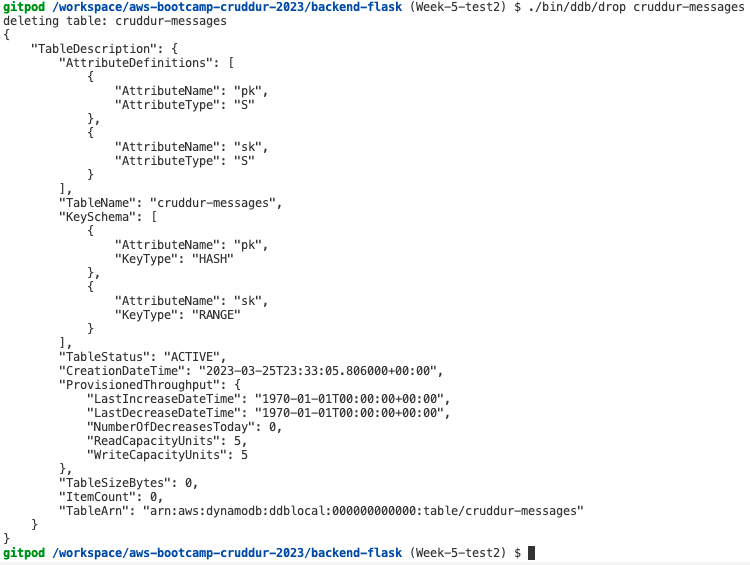 gitpod /workspace/aws-bootcamp-cruddur-2023/backend-flask (Week-5-test2) $ ./bin/ddb/drop cruddur-messages
deleting table: cruddur-messages
{
    "TableDescription": {
        "AttributeDefinitions": [
            {
                "AttributeName": "pk",
                "AttributeType": "S"
            },
            {
                "AttributeName": "sk",
                "AttributeType": "S"
            }
        ],
        "TableName": "cruddur-messages",
        "KeySchema": [
            {
                "AttributeName": "pk",
                "KeyType": "HASH"
            },
            {
                "AttributeName": "sk",
                "KeyType": "RANGE"
            }
        ],
        "TableStatus": "ACTIVE",
        "CreationDateTime": "2023-03-25T23:33:05.806000+00:00",
        "ProvisionedThroughput": {
            "LastIncreaseDateTime": "1970-01-01T00:00:00+00:00",
            "LastDecreaseDateTime": "1970-01-01T00:00:00+00:00",
            "NumberOfDecreasesToday": 0,
            "ReadCapacityUnits": 5,
            "WriteCapacityUnits": 5
        },
        "TableSizeBytes": 0,
        "ItemCount": 0,
        "TableArn": "arn:aws:dynamodb:ddblocal:000000000000:table/cruddur-messages"
    }
}
gitpod /workspace/aws-bootcamp-cruddur-2023/backend-flask (Week-5-test2) $